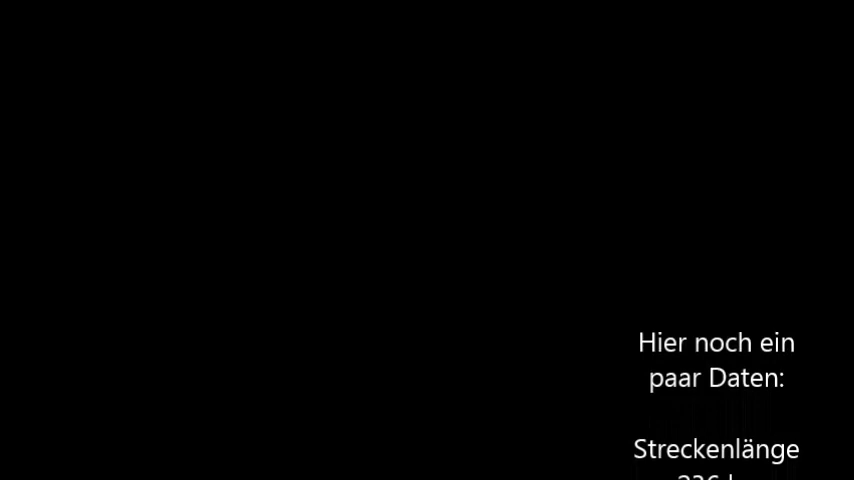 Hier noch ein
paar Daten:
Streckenlänge